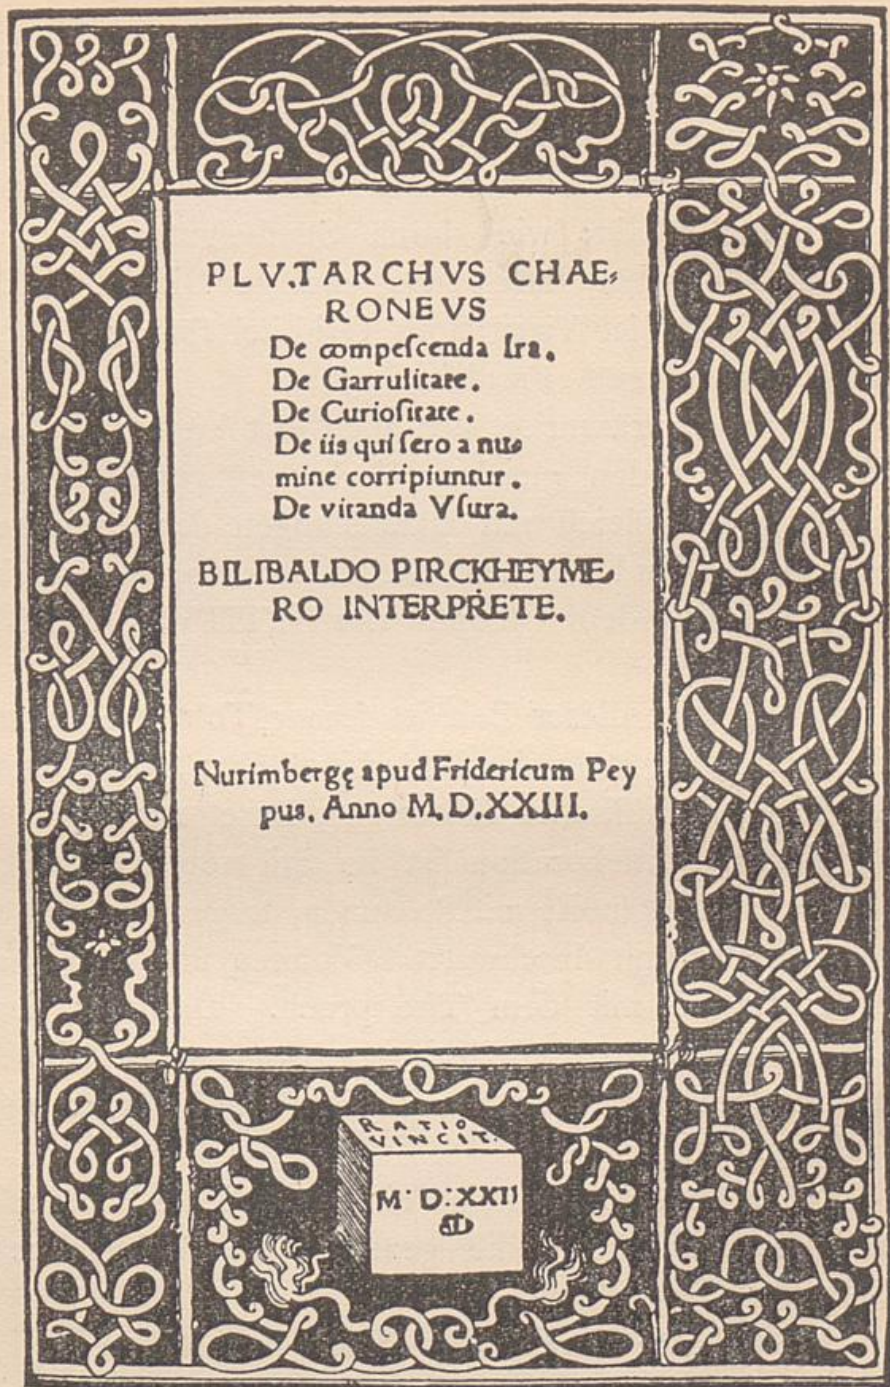 PLV.TARCHVS CHAE⸗
RONEVS
De compeſcenda Ira.
De Garrulitate.
De Curioſitate.
De iis qui ſero a nu⸗
mine corripiuntur.
De vitanda Vſura.
BILIBALDO PIRCKHEYME⸗
RO INTERPRETE.
Nurimbergę apud Fridericum Pey
pus. Anno M.D.XXIII.
RATIO
VINCIT.
M·D:XXII